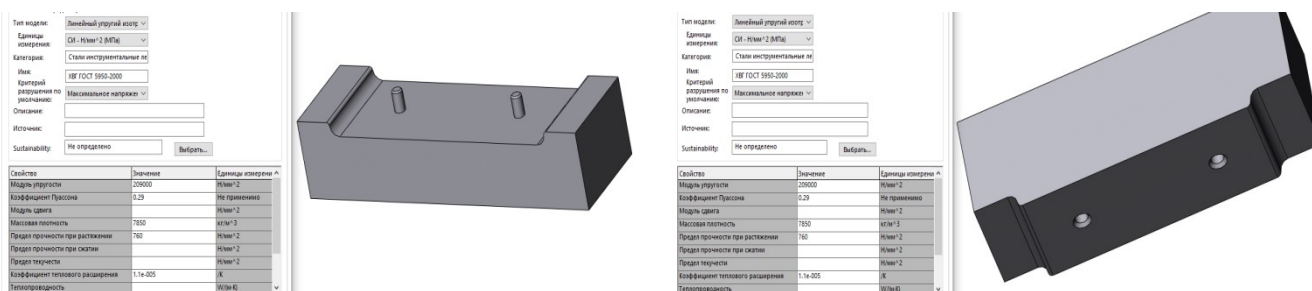 Тип модели: Линейный упругий изотр
Единицы измерения: СИ - Н/мм^2 (МПа)
Категория: Стали инструментальные ле
Имя: ХВГ ГОСТ 5950-2000
Критерий разрушения по умолчанию: Максимальное напряжен
Описание:
Источник:
Sustainability: Не определено Выбрать...
Свойство Значение Единицы измерени
Модуль упругости 209000 Н/мм^2
Коэффициент Пуассона 0.29 Не применимо
Модуль сдвига Н/мм^2
Массовая плотность 7850 кг/м^3
Предел прочности при растяжении 760 Н/мм^2
Предел прочности при сжатии Н/мм^2
Предел текучести Н/мм^2
Коэффициент теплового расширения 1.1e-005 /K
Теплопроводность W/(m·K)
Тип модели: Линейный упругий изотр
Единицы измерения: СИ - Н/мм^2 (МПа)
Категория: Стали инструментальные ле
Имя: ХВГ ГОСТ 5950-2000
Критерий разрушения по умолчанию: Максимальное напряжен
Описание:
Источник:
Sustainability: Не определено Выбрать...
Свойство Значение Единицы измерени
Модуль упругости 209000 Н/мм^2
Коэффициент Пуассона 0.29 Не применимо
Модуль сдвига Н/мм^2
Массовая плотность 7850 кг/м^3
Предел прочности при растяжении 760 Н/мм^2
Предел прочности при сжатии Н/мм^2
Предел текучести Н/мм^2
Коэффициент теплового расширения 1.1e-005 /K
Теплопроводность W/(m·K)